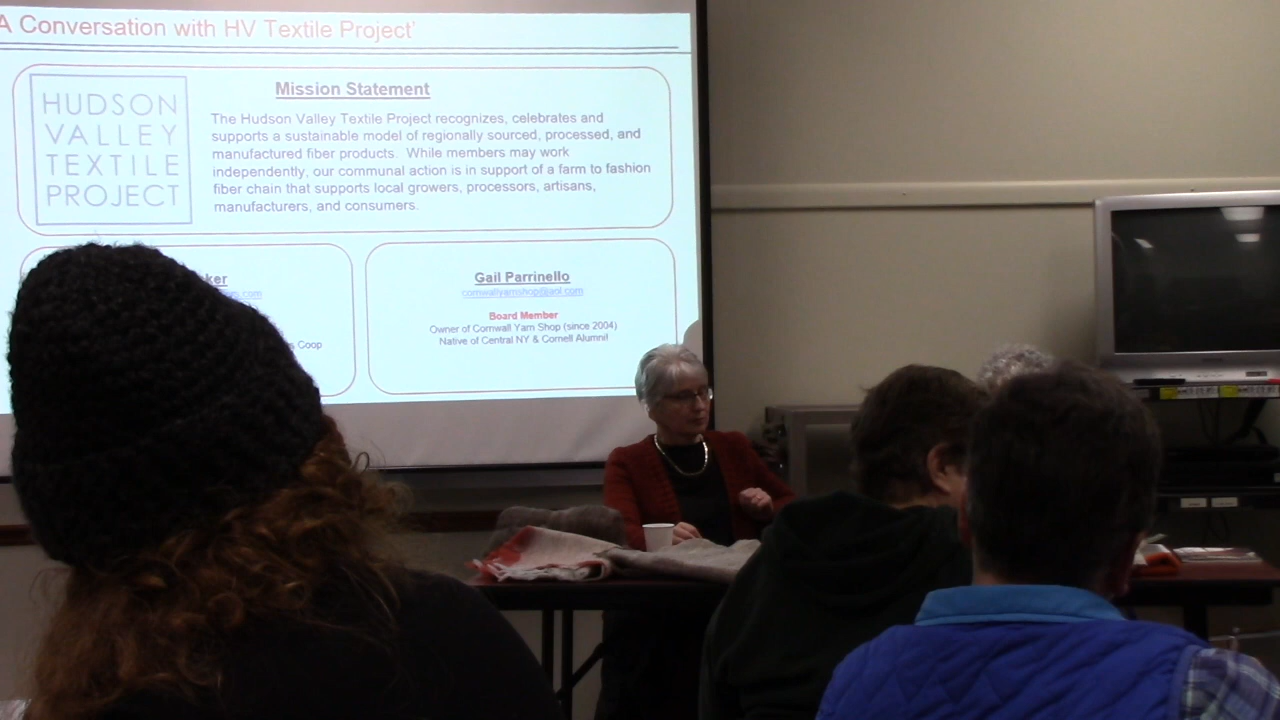 A Conversation with HV Textile Project'
HUDSON
VALLEY
TEXTILE
PROJECT
Mission Statement
The Hudson Valley Textile Project recognizes, celebrates and
supports a sustainable model of regionally sourced, processed, and
manufactured fiber products. While members may work
independently, our communal action is in support of a farm to fashion
fiber chain that supports local growers, processors, artisans,
manufacturers, and consumers.
.com
Coop
Gail Parrinello
cornwallyarnshop@aol.com
Board Member
Owner of Cornwall Yarn Shop (since 2004)
Native of Central NY & Cornell Alumni!